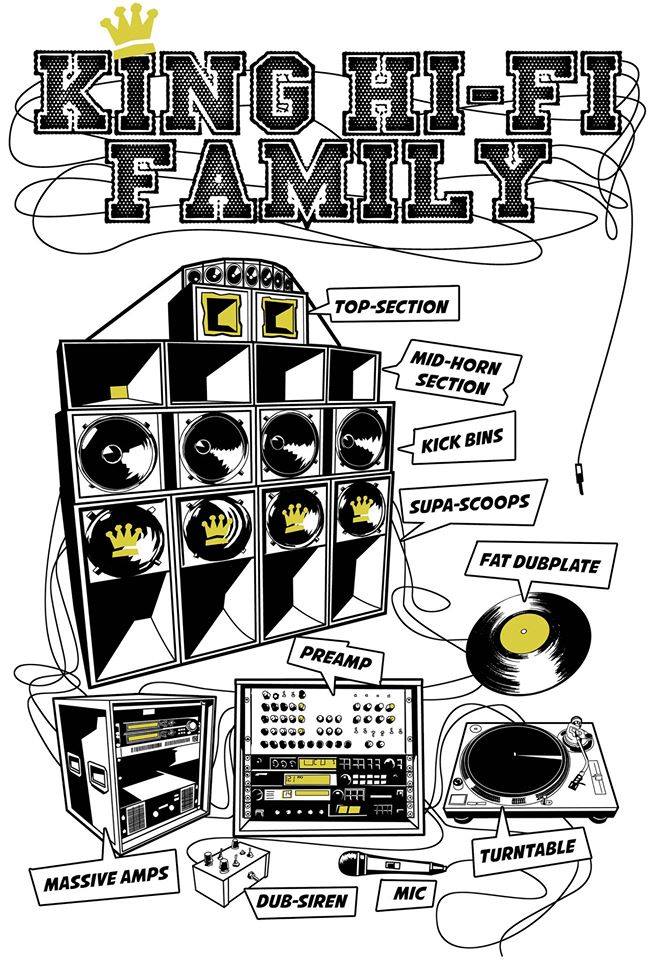 KING HI-FI
FAMILY
TOP-SECTION
MID-HORN
SECTION
KICK BINS
SUPA-SCOOPS
FAT DUBPLATE
PREAMP
MASSIVE AMPS
DUB-SIREN
MIC
TURNTABLE